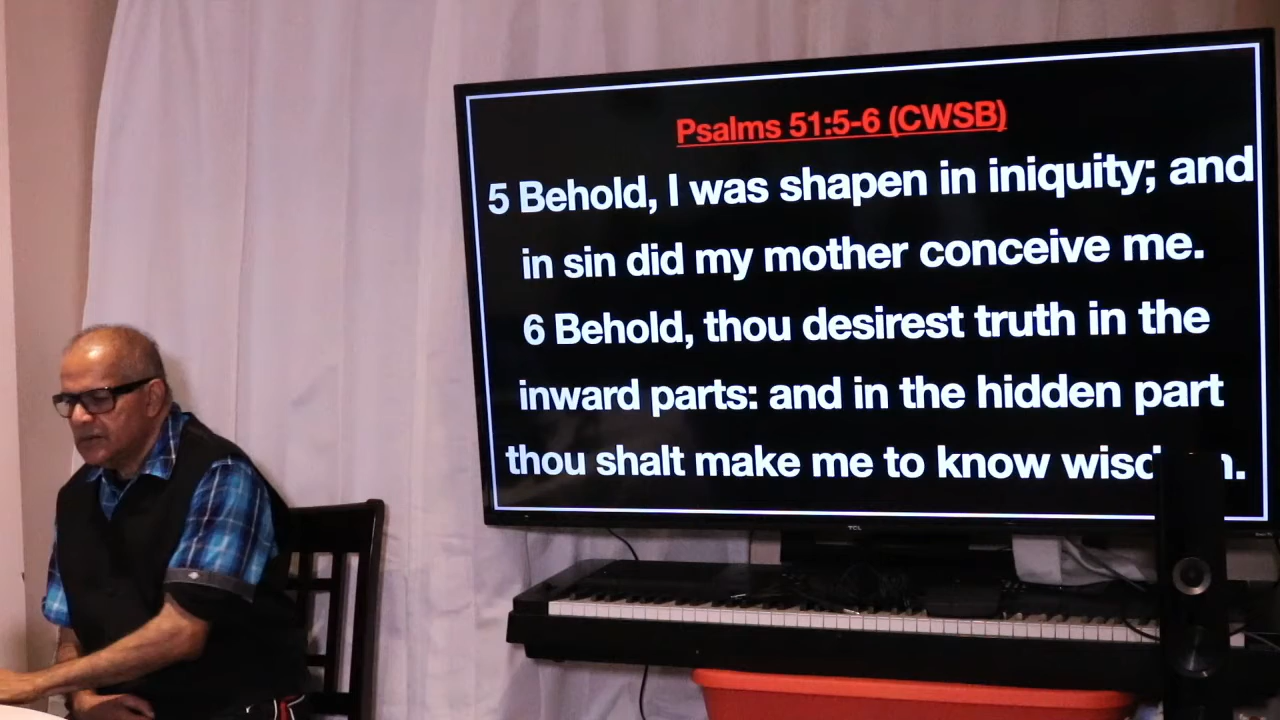 Psalms 51:5-6 (CWSB)
5 Behold, I was shapen in iniquity; and
in sin did my mother conceive me.
6 Behold, thou desirest truth in the
inward parts: and in the hidden part
thou shalt make me to know
TCL